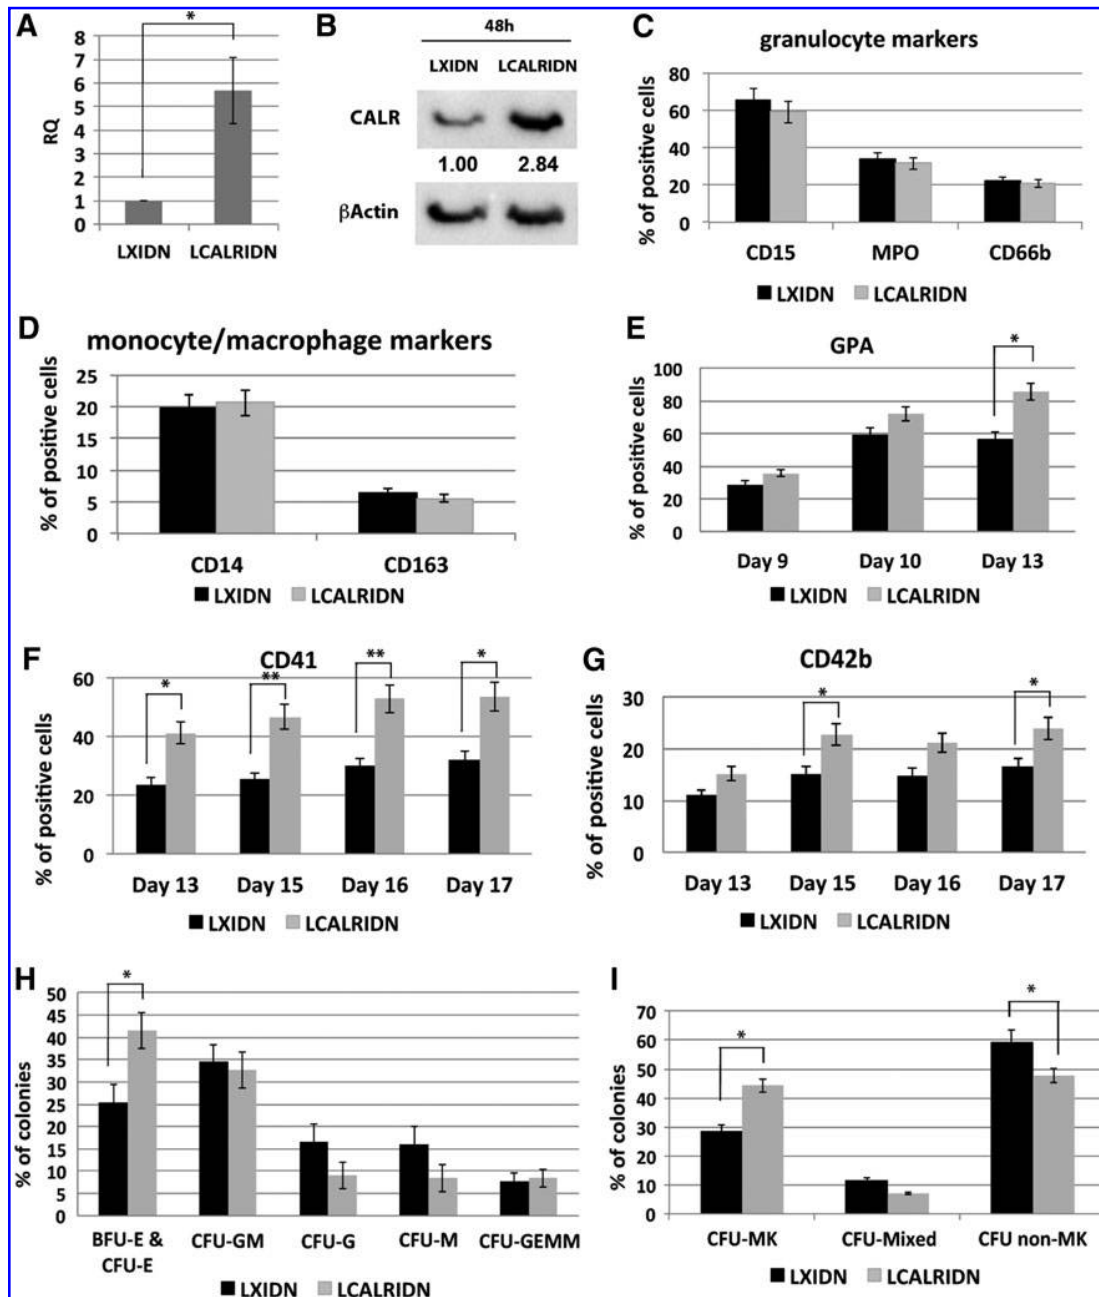 A
*
RQ
8
7
6
5
4
3
2
1
0
LXIDN LCALRIDN
B
48h
LXIDN LCALRIDN
CALR
1.00 2.84
βActin
C
granulocyte markers
% of positive cells
80
60
40
20
0
CD15 MPO CD66b
LXIDN LCALRIDN
D
monocyte/macrophage markers
% of positive cells
25
20
15
10
5
0
CD14 CD163
LXIDN LCALRIDN
E
GPA
*
% of positive cells
100
80
60
40
20
0
Day 9 Day 10 Day 13
LXIDN LCALRIDN
F
CD41
* ** ** *
% of positive cells
60
40
20
0
Day 13 Day 15 Day 16 Day 17
LXIDN LCALRIDN
G
CD42b
* *
% of positive cells
30
20
10
0
Day 13 Day 15 Day 16 Day 17
LXIDN LCALRIDN
H
*
% of colonies
50
45
40
35
30
25
20
15
10
5
0
BFU-E & CFU-GM CFU-G CFU-M CFU-GEMM
CFU-E
LXIDN LCALRIDN
I
* *
% of colonies
70
60
50
40
30
20
10
0
CFU-MK CFU-Mixed CFU non-MK
LXIDN LCALRIDN